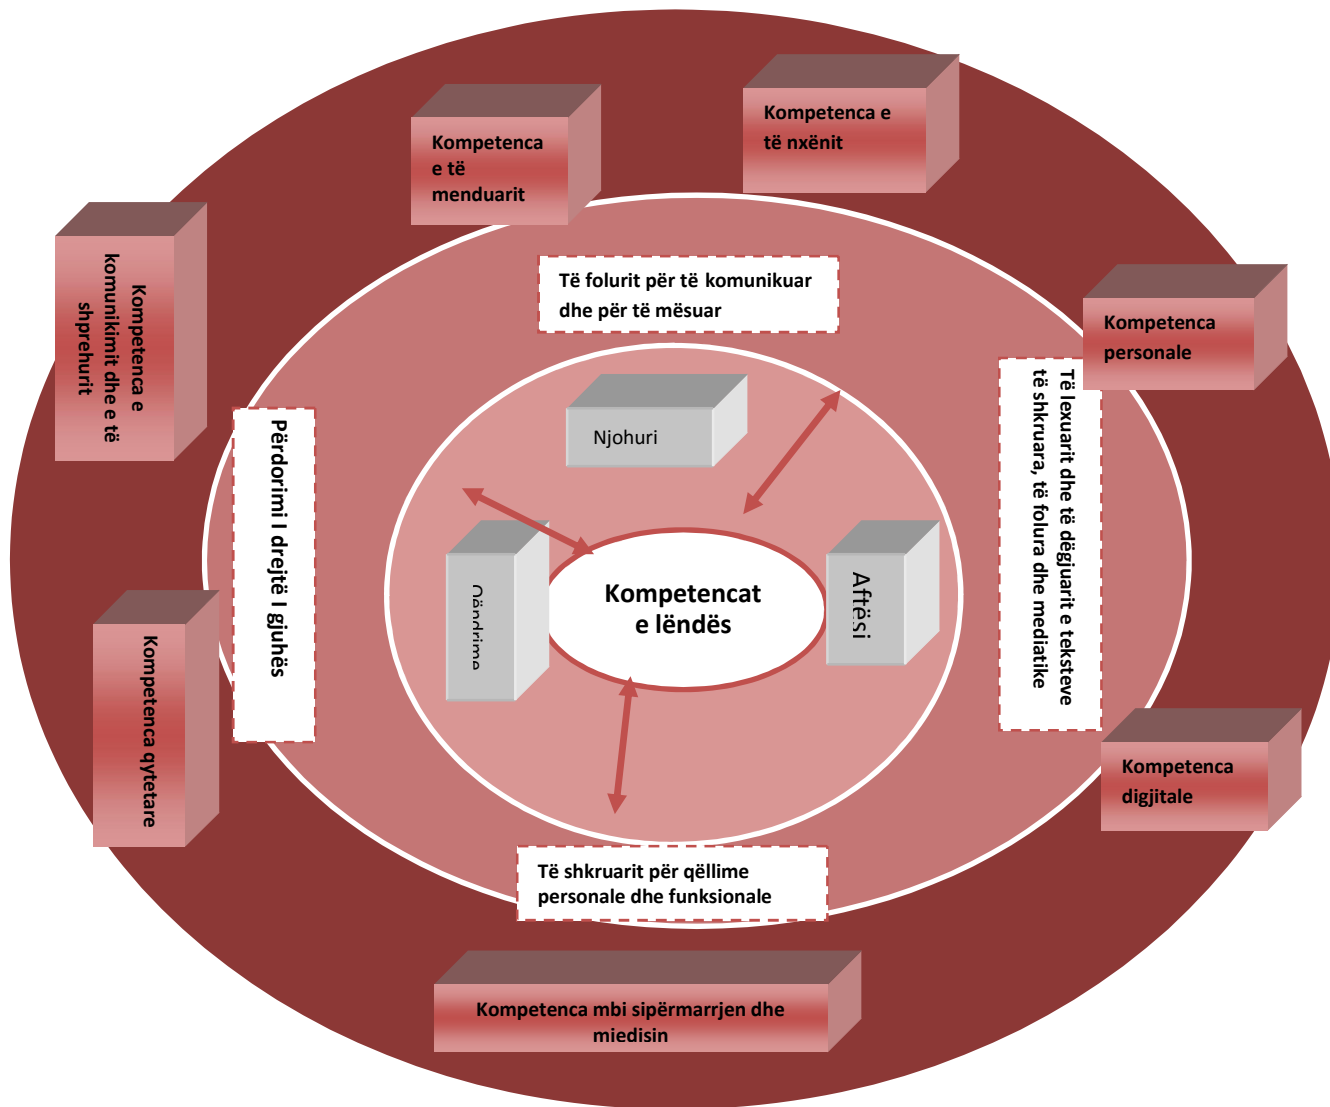 Kompetenca e
të nxënit
Kompetenca
e të
menduarit
Kompetenca e
komunikimit dhe e të
shprehurit
Të folurit për të komunikuar
dhe për të mësuar
Kompetenca
personale
Të lexuarit dhe të dëgjuarit e teksteve
të shkruara, të folura dhe mediatike
Përdorimi I drejtë I gjuhës
Njohuri
Qëndrime
Kompetencat
e lëndës
Aftësi
Kompetenca qytetare
Kompetenca
digjitale
Të shkruarit për qëllime
personale dhe funksionale
Kompetenca mbi sipërmarrjen dhe
miedisin